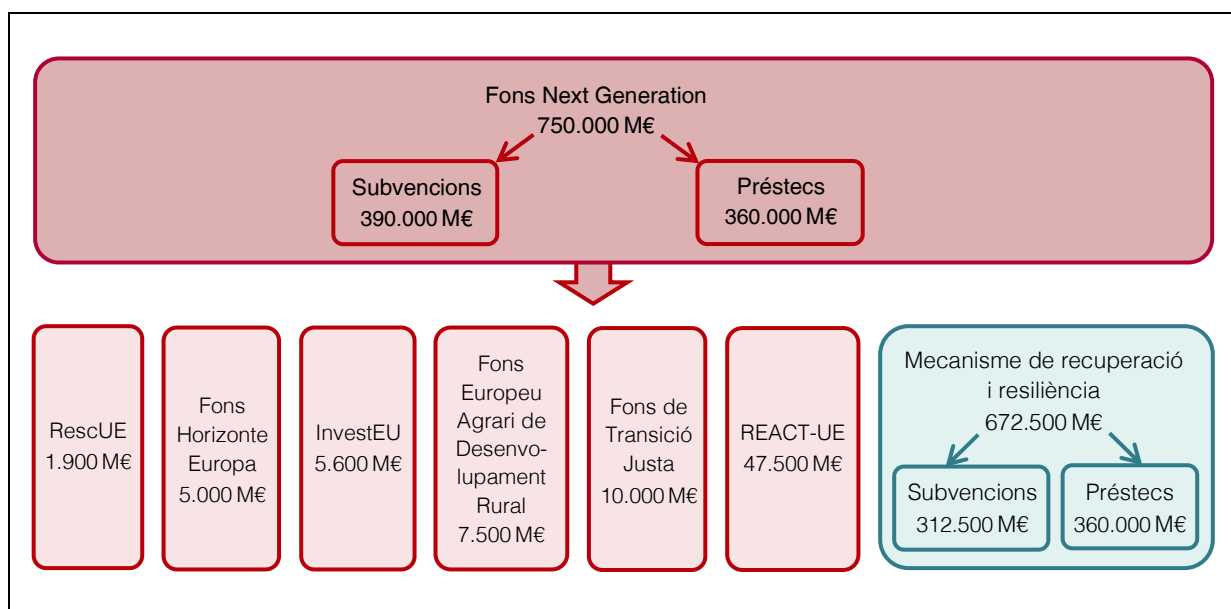 Fons Next Generation
750.000 M€
Subvencions
390.000 M€
Préstecs
360.000 M€
RescUE
1.900 M€
Fons
Horizonte
Europa
5.000 M€
InvestEU
5.600 M€
Fons
Europeu
Agrari de
Desenvo-
lupament
Rural
7.500 M€
Fons de
Transició
Justa
10.000 M€
REACT-UE
47.500 M€
Mecanisme de recuperació
i resiliència
672.500 M€
Subvencions
312.500 M€
Préstecs
360.000 M€